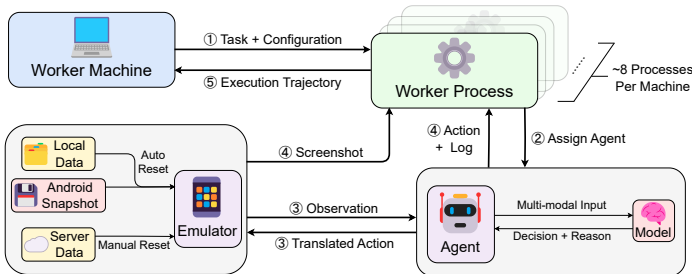 ① Task + Configuration
Worker Machine
⑤ Execution Trajectory
Worker Process
~8 Processes
Per Machine
Local
Data
Auto
Reset
④ Screenshot
④ Action
+ Log
② Assign Agent
Android
Snapshot
Emulator
③ Observation
Multi-modal Input
Server
Data
Manual Reset
③ Translated Action
Agent
Decision + Reason
Model